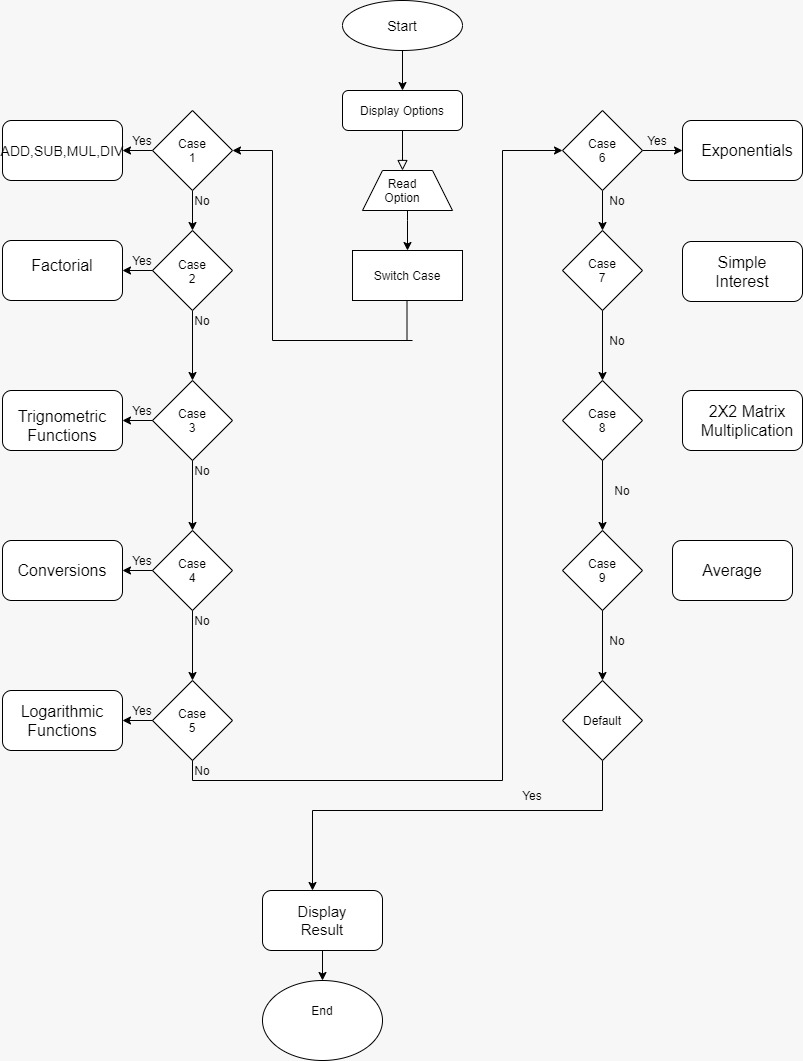 Start
Display Options
Read
Option
Switch Case
ADD,SUB,MUL,DIV
Yes
Case
1
No
Factorial
Yes
Case
2
No
Trignometric
Functions
Yes
Case
3
No
Conversions
Yes
Case
4
No
Logarithmic
Functions
Yes
Case
5
No
Case
6
Yes
Exponentials
No
Case
7
Simple
Interest
No
Case
8
2X2 Matrix
Multiplication
No
Case
9
Average
No
Default
Yes
Display
Result
End